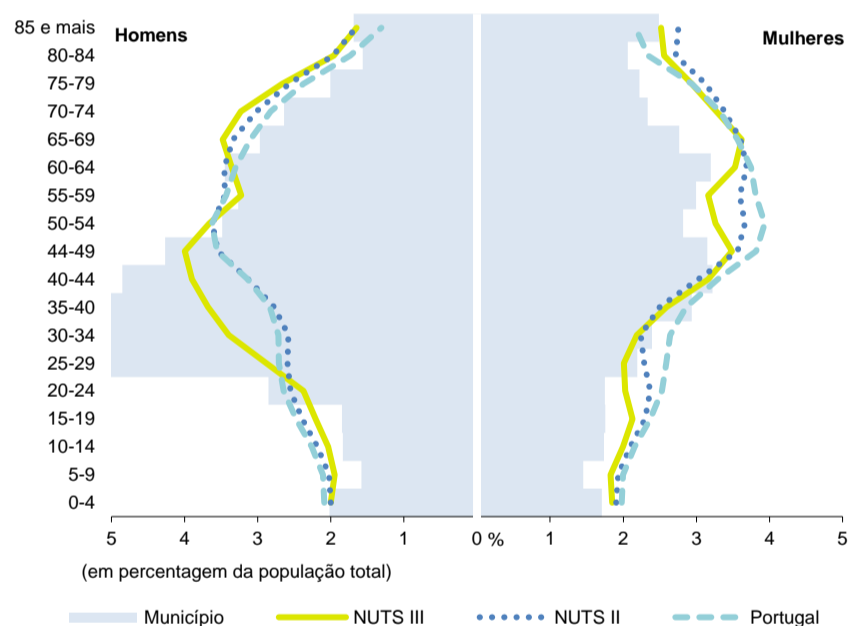 85 e mais
Homens
Mulheres
80-84
75-79
70-74
65-69
60-64
55-59
50-54
44-49
40-44
35-40
30-34
25-29
20-24
15-19
10-14
5-9
0-4
5 4 3 2 1 0 % 1 2 3 4 5
(em percentagem da população total)
Município NUTS III NUTS II Portugal